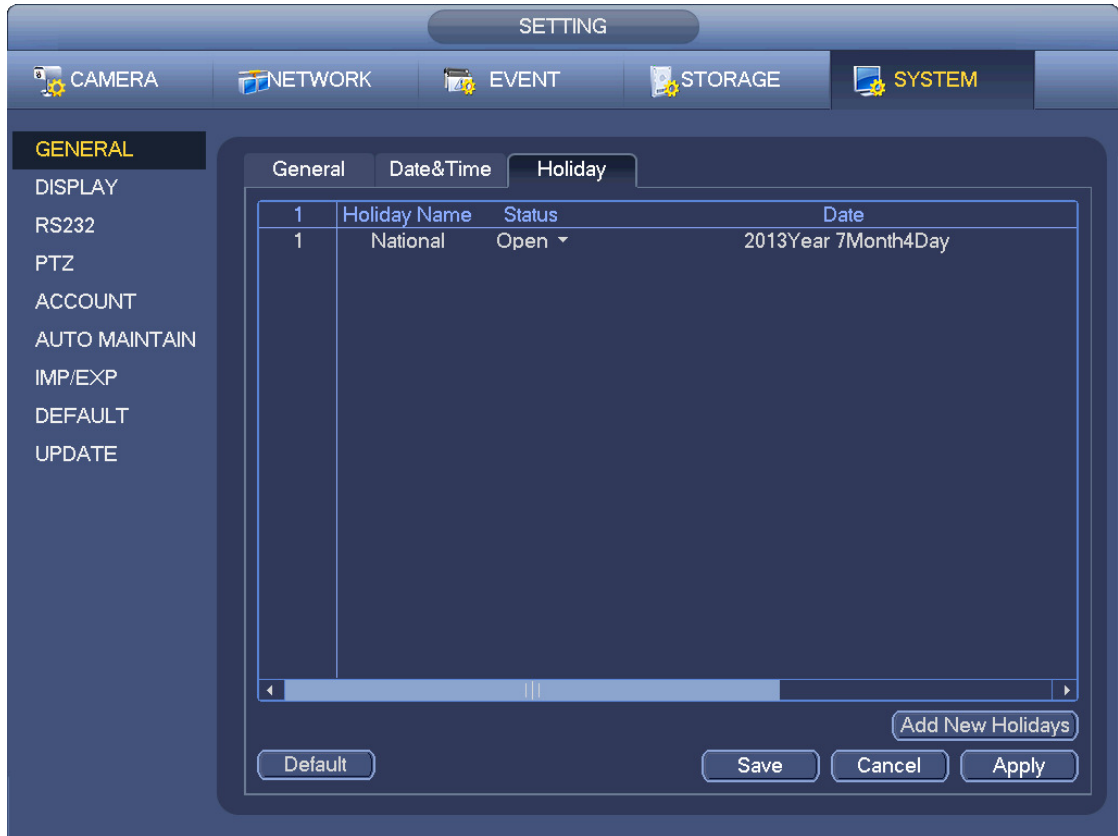 SETTING
CAMERA NETWORK EVENT STORAGE SYSTEM
GENERAL
DISPLAY
RS232
PTZ
ACCOUNT
AUTO MAINTAIN
IMP/EXP
DEFAULT
UPDATE
General Date&Time Holiday
1 Holiday Name Status Date
1 National Open 2013Year 7Month4Day
Add New Holidays
Default Save Cancel Apply